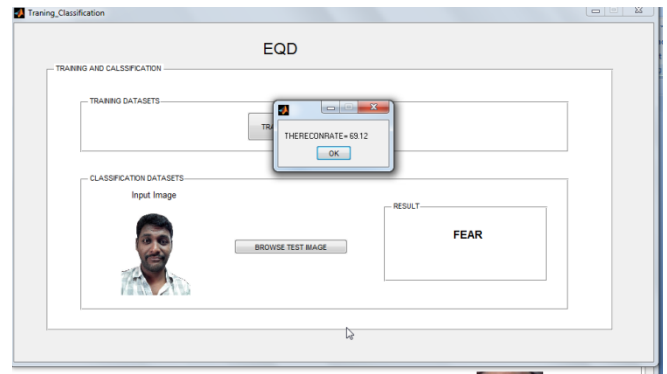 Traning_Classification
EQD
TRAINING AND CALSSIFICATION
TRAINING DATASETS
TRA
THERECONRATE= 69.12
OK
CLASSIFICATION DATASETS
Input Image
BROWSE TEST IMAGE
RESULT
FEAR